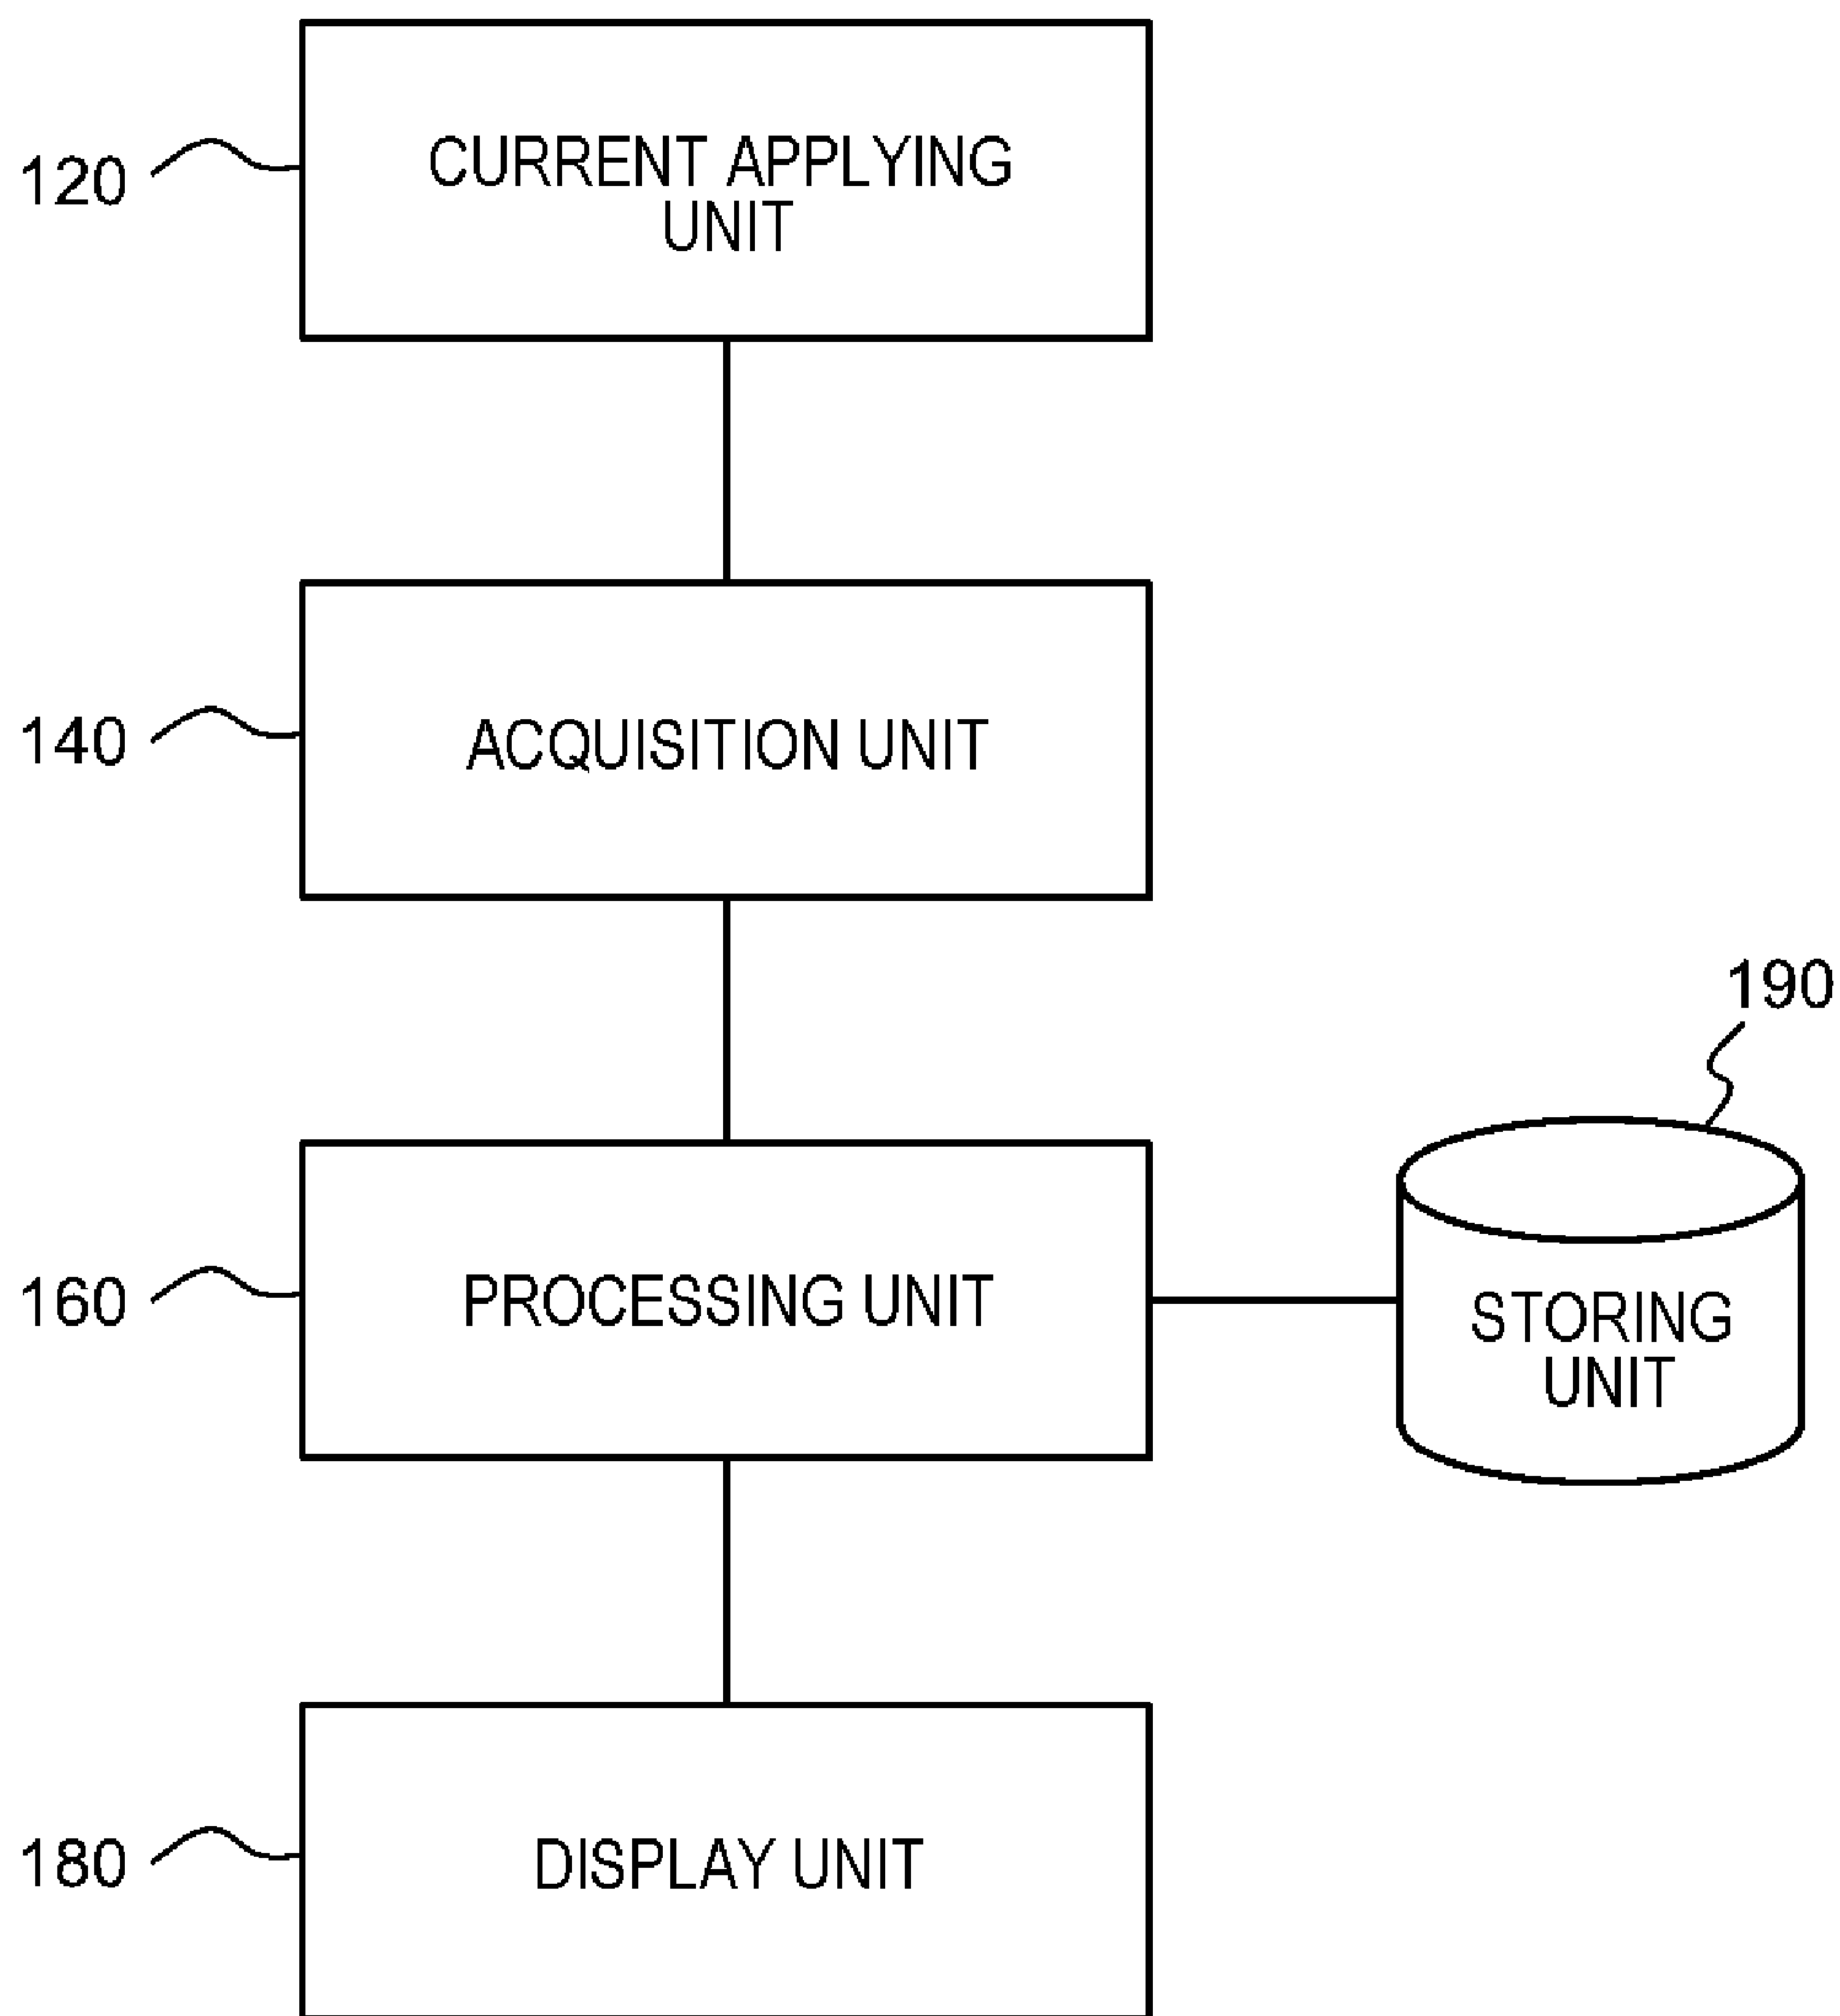 120
CURRENT APPLYING
UNIT
140
ACQUISITION UNIT
190
160
PROCESSING UNIT
STORING
UNIT
180
DISPLAY UNIT